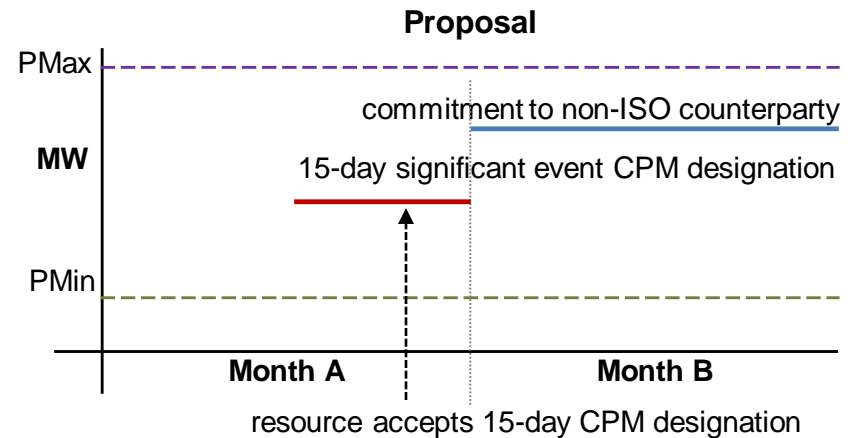 Proposal
PMax
commitment to non-ISO counterparty
MW
15-day significant event CPM designation
PMin
Month A
Month B
resource accepts 15-day CPM designation